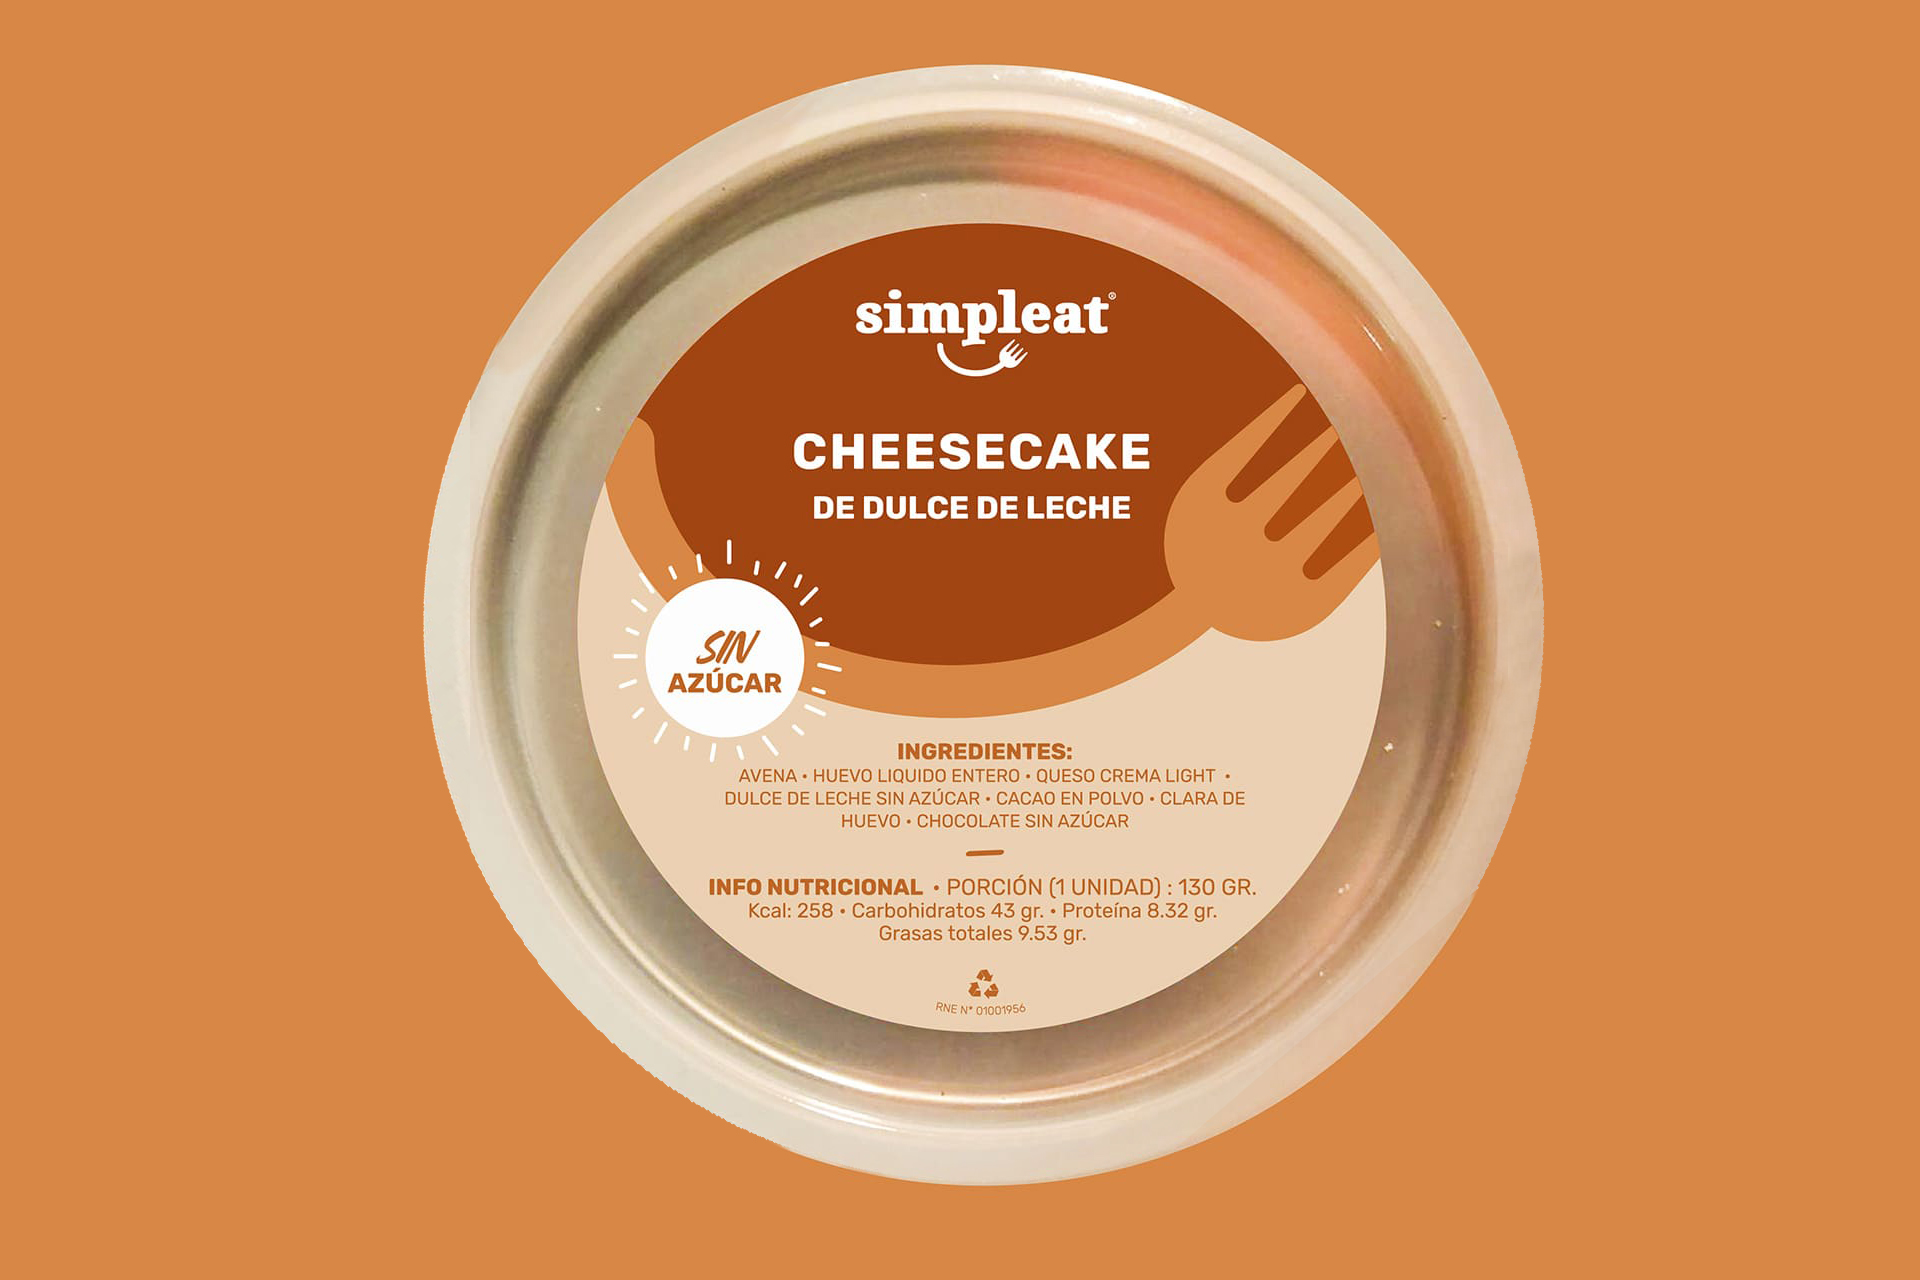 simpleat®
CHEESECAKE
DE DULCE DE LECHE
SIN
AZÚCAR
INGREDIENTES:
AVENA • HUEVO LIQUIDO ENTERO • QUESO CREMA LIGHT •
DULCE DE LECHE SIN AZÚCAR • CACAO EN POLVO • CLARA DE
HUEVO • CHOCOLATE SIN AZÚCAR
INFO NUTRICIONAL • PORCIÓN (1 UNIDAD) : 130 GR.
Kcal: 258 • Carbohidratos 43 gr. • Proteína 8.32 gr.
Grasas totales 9.53 gr.
RNE N° 01001956